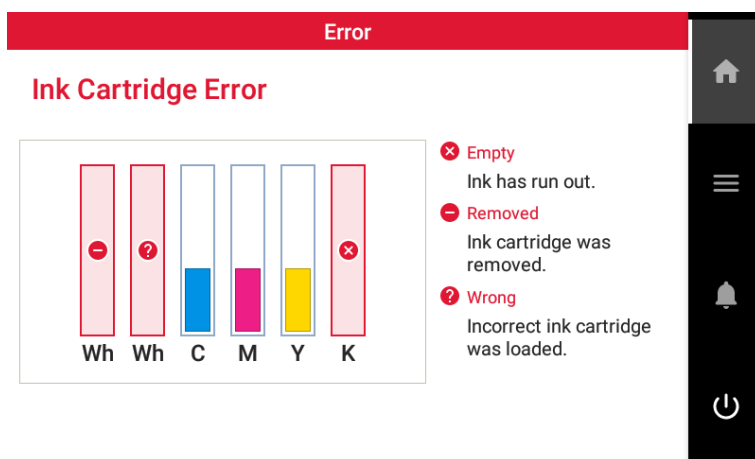 Error
Ink Cartridge Error
Wh Wh C M Y K
Empty
Ink has run out.
Removed
Ink cartridge was
removed.
Wrong
Incorrect ink cartridge
was loaded.